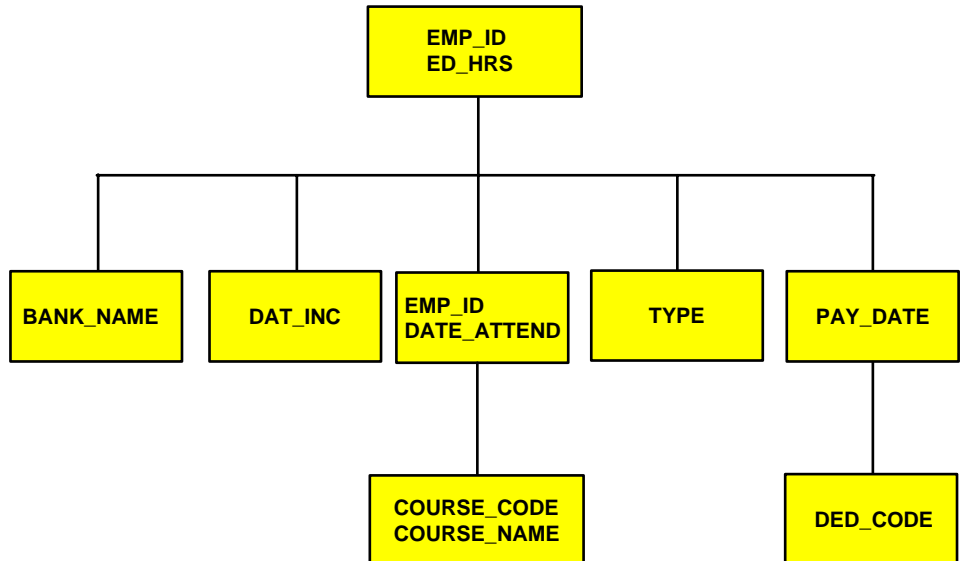 EMP_ID
ED_HRS
BANK_NAME
DAT_INC
EMP_ID
DATE_ATTEND
TYPE
PAY_DATE
COURSE_CODE
COURSE_NAME
DED_CODE